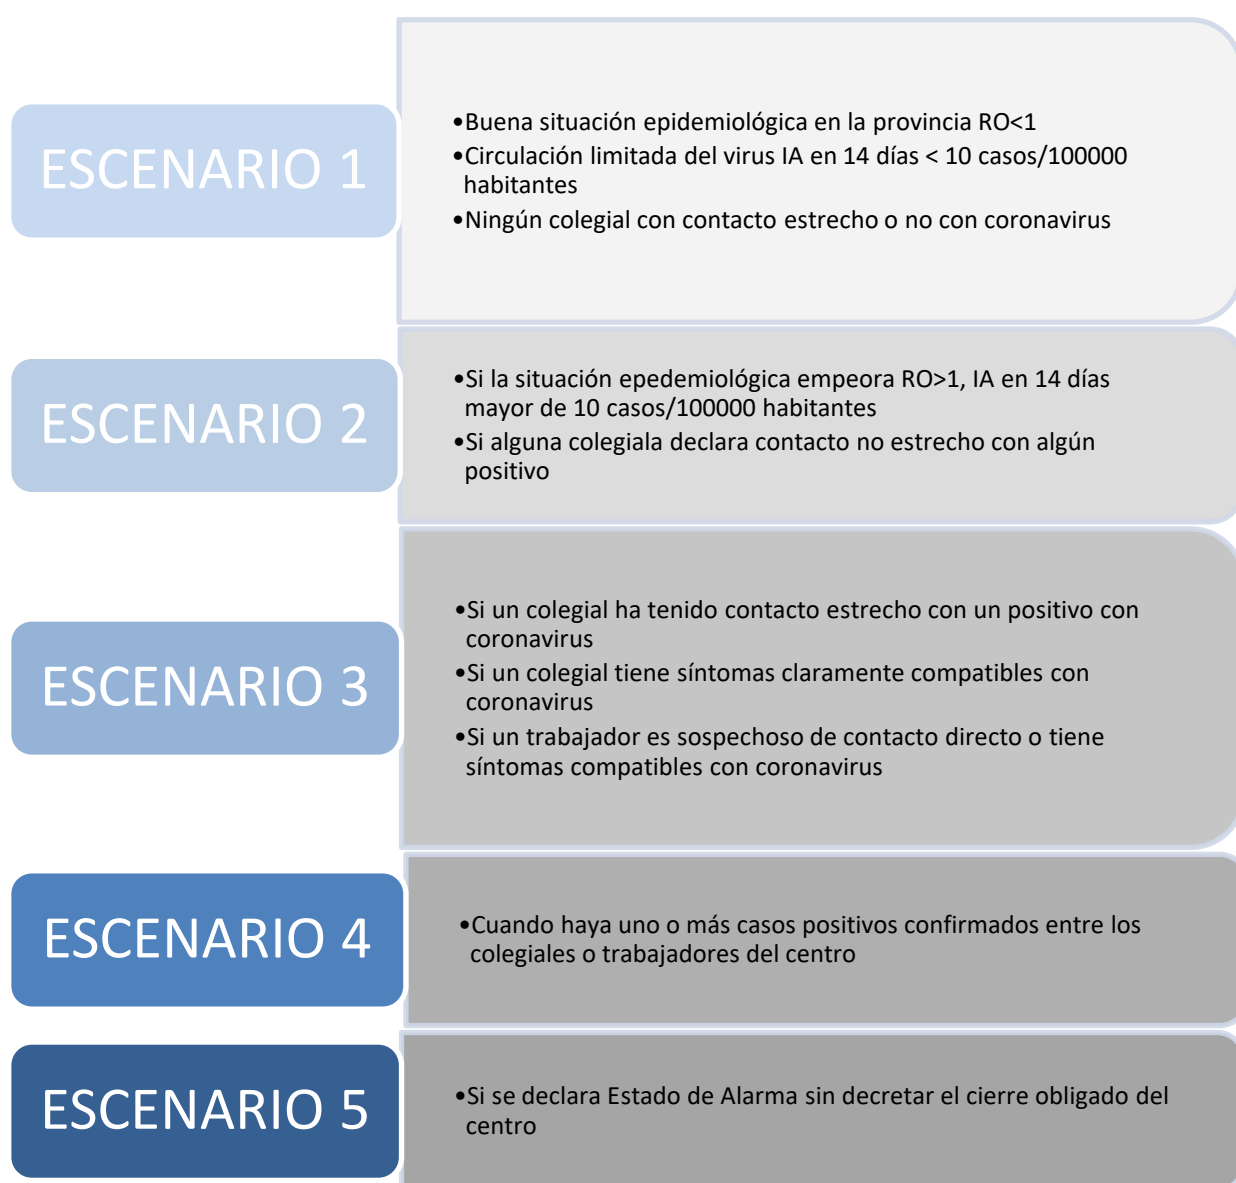 ESCENARIO 1
•Buena situación epidemiológica en la provincia RO<1
•Circulación limitada del virus IA en 14 días < 10 casos/100000
habitantes
•Ningún colegial con contacto estrecho o no con coronavirus
ESCENARIO 2
•Si la situación epedemiológica empeora RO>1, IA en 14 días
mayor de 10 casos/100000 habitantes
•Si alguna colegiala declara contacto no estrecho con algún
positivo
ESCENARIO 3
•Si un colegial ha tenido contacto estrecho con un positivo con
coronavirus
•Si un colegial tiene síntomas claramente compatibles con
coronavirus
•Si un trabajador es sospechoso de contacto directo o tiene
síntomas compatibles con coronavirus
ESCENARIO 4
•Cuando haya uno o más casos positivos confirmados entre los
colegiales o trabajadores del centro
ESCENARIO 5
•Si se declara Estado de Alarma sin decretar el cierre obligado del
centro